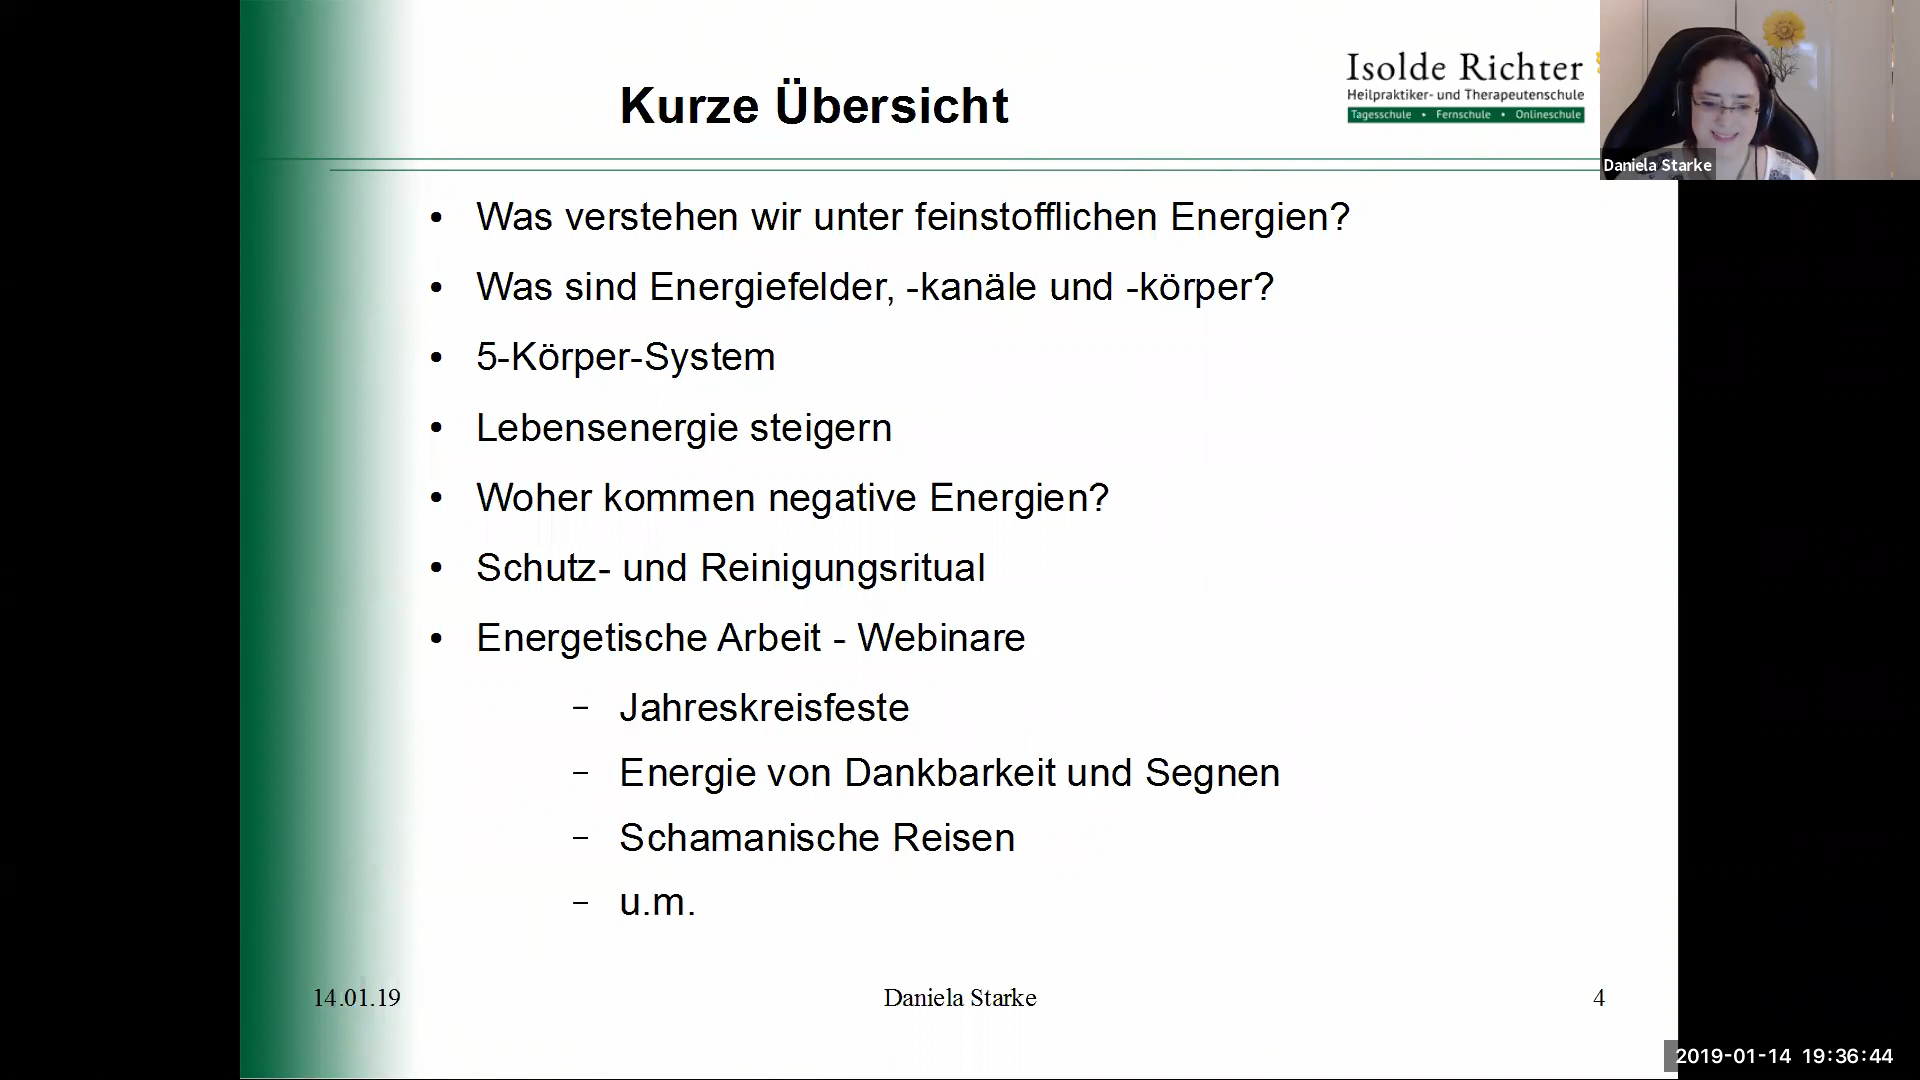 Kurze Übersicht
Isolde Richter
Heilpraktiker- und Therapeutenschule
Tagesschule • Fernschule • Onlineschule
Daniela Starke
• Was verstehen wir unter feinstofflichen Energien?
• Was sind Energiefelder, -kanäle und -körper?
• 5-Körper-System
• Lebensenergie steigern
• Woher kommen negative Energien?
• Schutz- und Reinigungsritual
• Energetische Arbeit - Webinare
– Jahreskreisfeste
– Energie von Dankbarkeit und Segnen
– Schamanische Reisen
– u.m.
14.01.19
Daniela Starke
4
2019-01-14 19:36:44